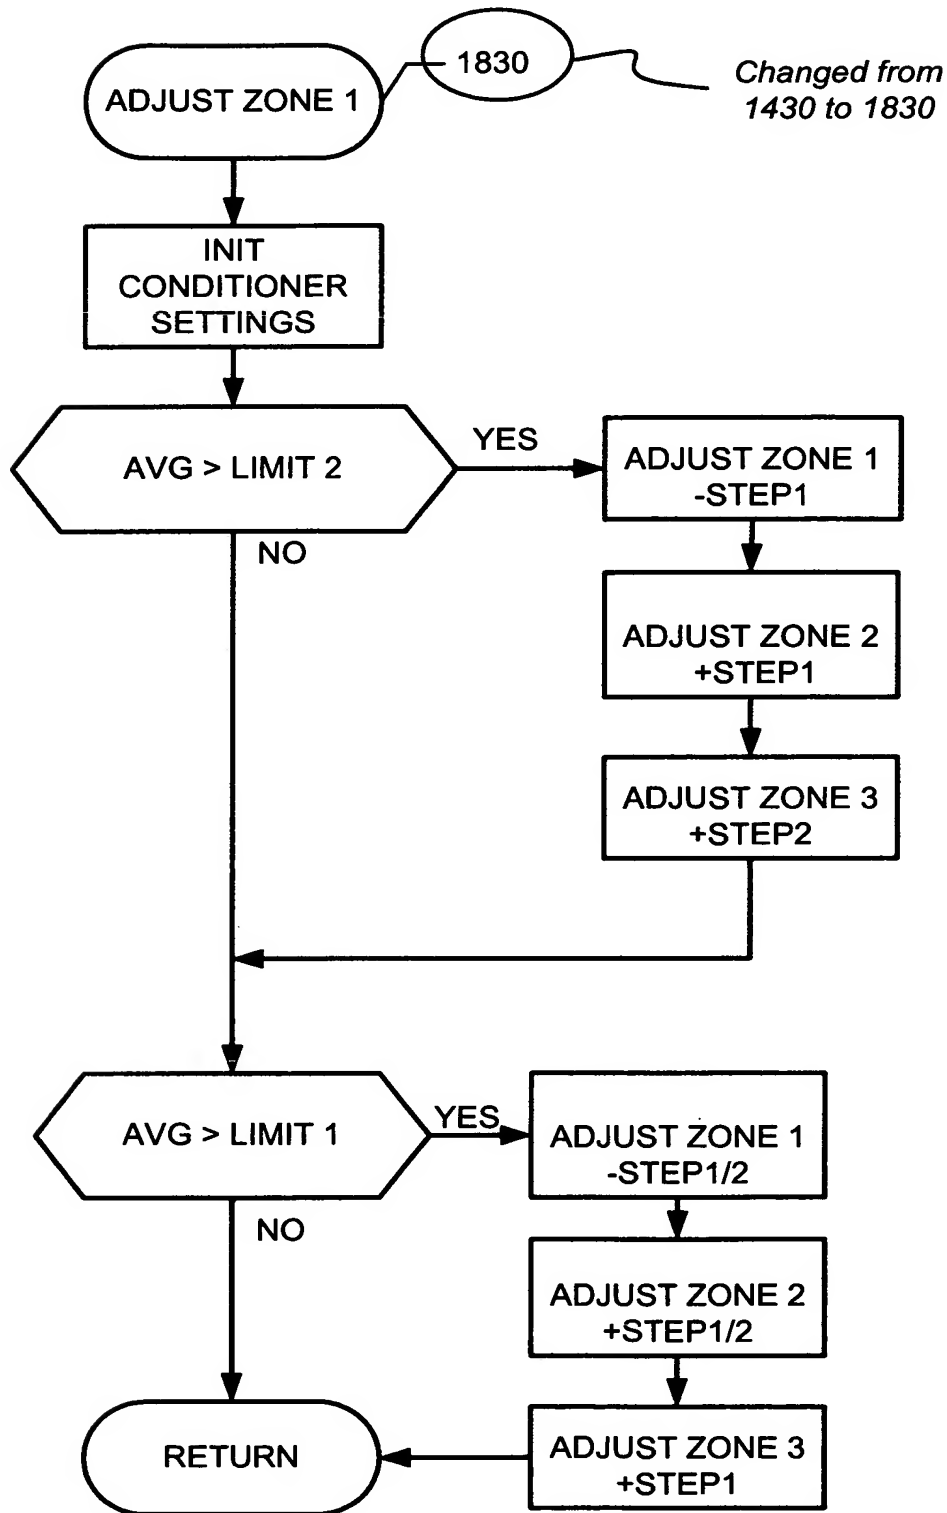 ADJUST ZONE 1
1830
Changed from
1430 to 1830
INIT
CONDITIONER
SETTINGS
AVG > LIMIT 2
YES
ADJUST ZONE 1
-STEP1
NO
ADJUST ZONE 2
+STEP1
ADJUST ZONE 3
+STEP2
AVG > LIMIT 1
YES
ADJUST ZONE 1
-STEP1/2
NO
ADJUST ZONE 2
+STEP1/2
RETURN
ADJUST ZONE 3
+STEP1